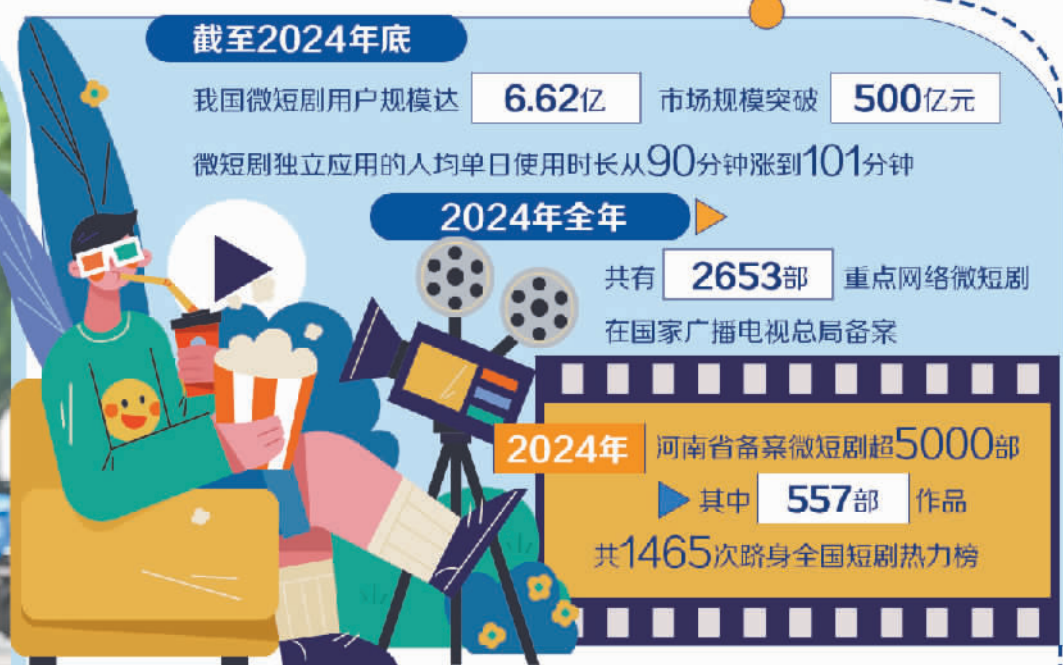 截至2024年底
我国微短剧用户规模达 6.62亿 市场规模突破 500亿元
微短剧独立应用的人均单日使用时长从90分钟涨到101分钟
2024年全年
共有 2653部 重点网络微短剧
在国家广播电视总局备案
2024年 河南省备案微短剧超5000部
其中 557部 作品
共1465次跻身全国短剧热力榜